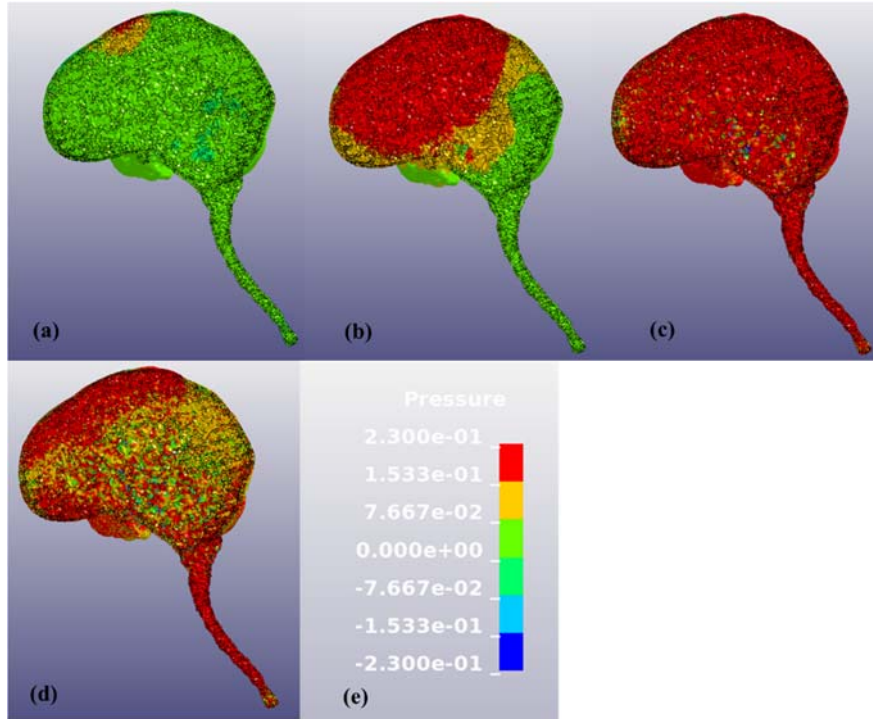 (a)
(b)
(c)
(d)
Pressure
2.300e-01
1.533e-01
7.667e-02
0.000e+00
-7.667e-02
-1.533e-01
-2.300e-01
(e)